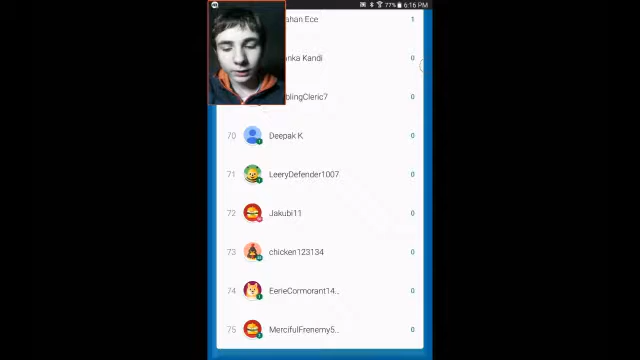 77% 6:16 PM
ahan Ece 1
nka Kandi 0
blingCleric7 0
70 Deepak K 0
71 LeeryDefender1007 0
72 Jakubi11 0
73 chicken123134 0
74 EerieCormorant14.. 0
75 MercifulFrenemy5.. 0